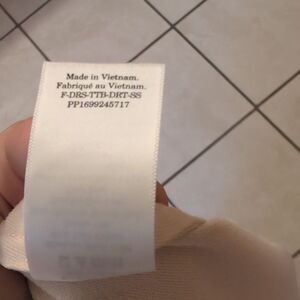 Made in Vietnam.
Fabriqué au Vietnam.
F-DRS-TTB-DRT-SS
PP1699245717